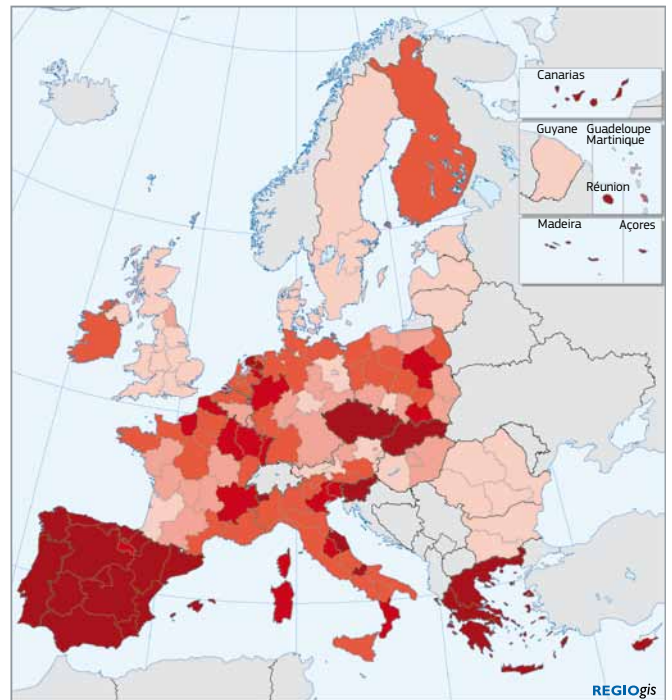 Canarias
Guyane
Guadeloupe
Martinique
Réunion
Madeira
Açores
REGIOgis